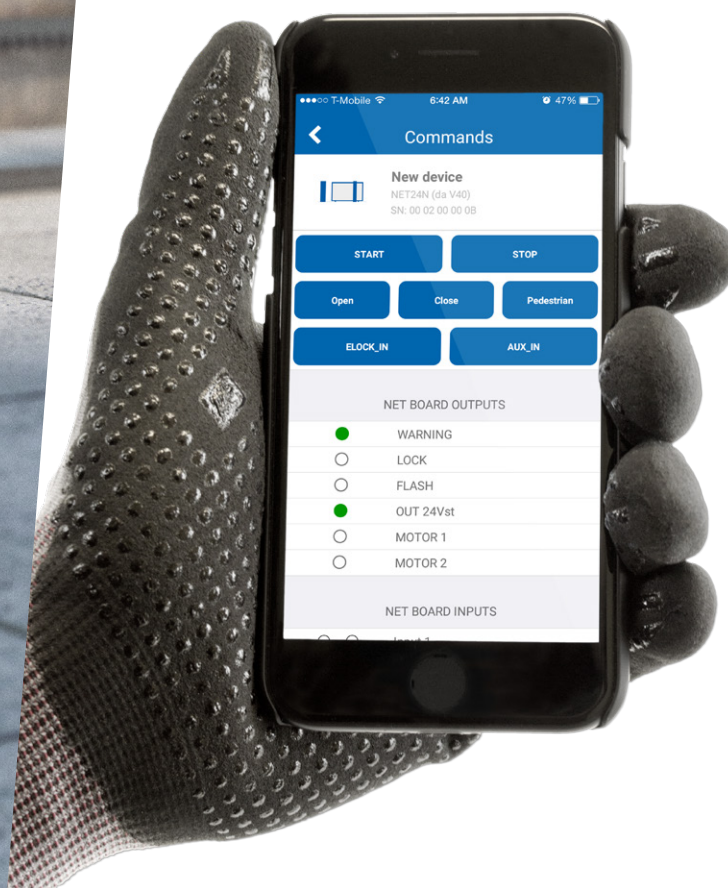 T-Mobile 6:42 AM 47%
Commands
New device
NET24N (da V40)
SN: 00 02 00 00 0B
START STOP
Open Close Pedestrian
ELOCK_IN AUX_IN
NET BOARD OUTPUTS
WARNING
LOCK
FLASH
OUT 24Vst
MOTOR 1
MOTOR 2
NET BOARD INPUTS
Input 1